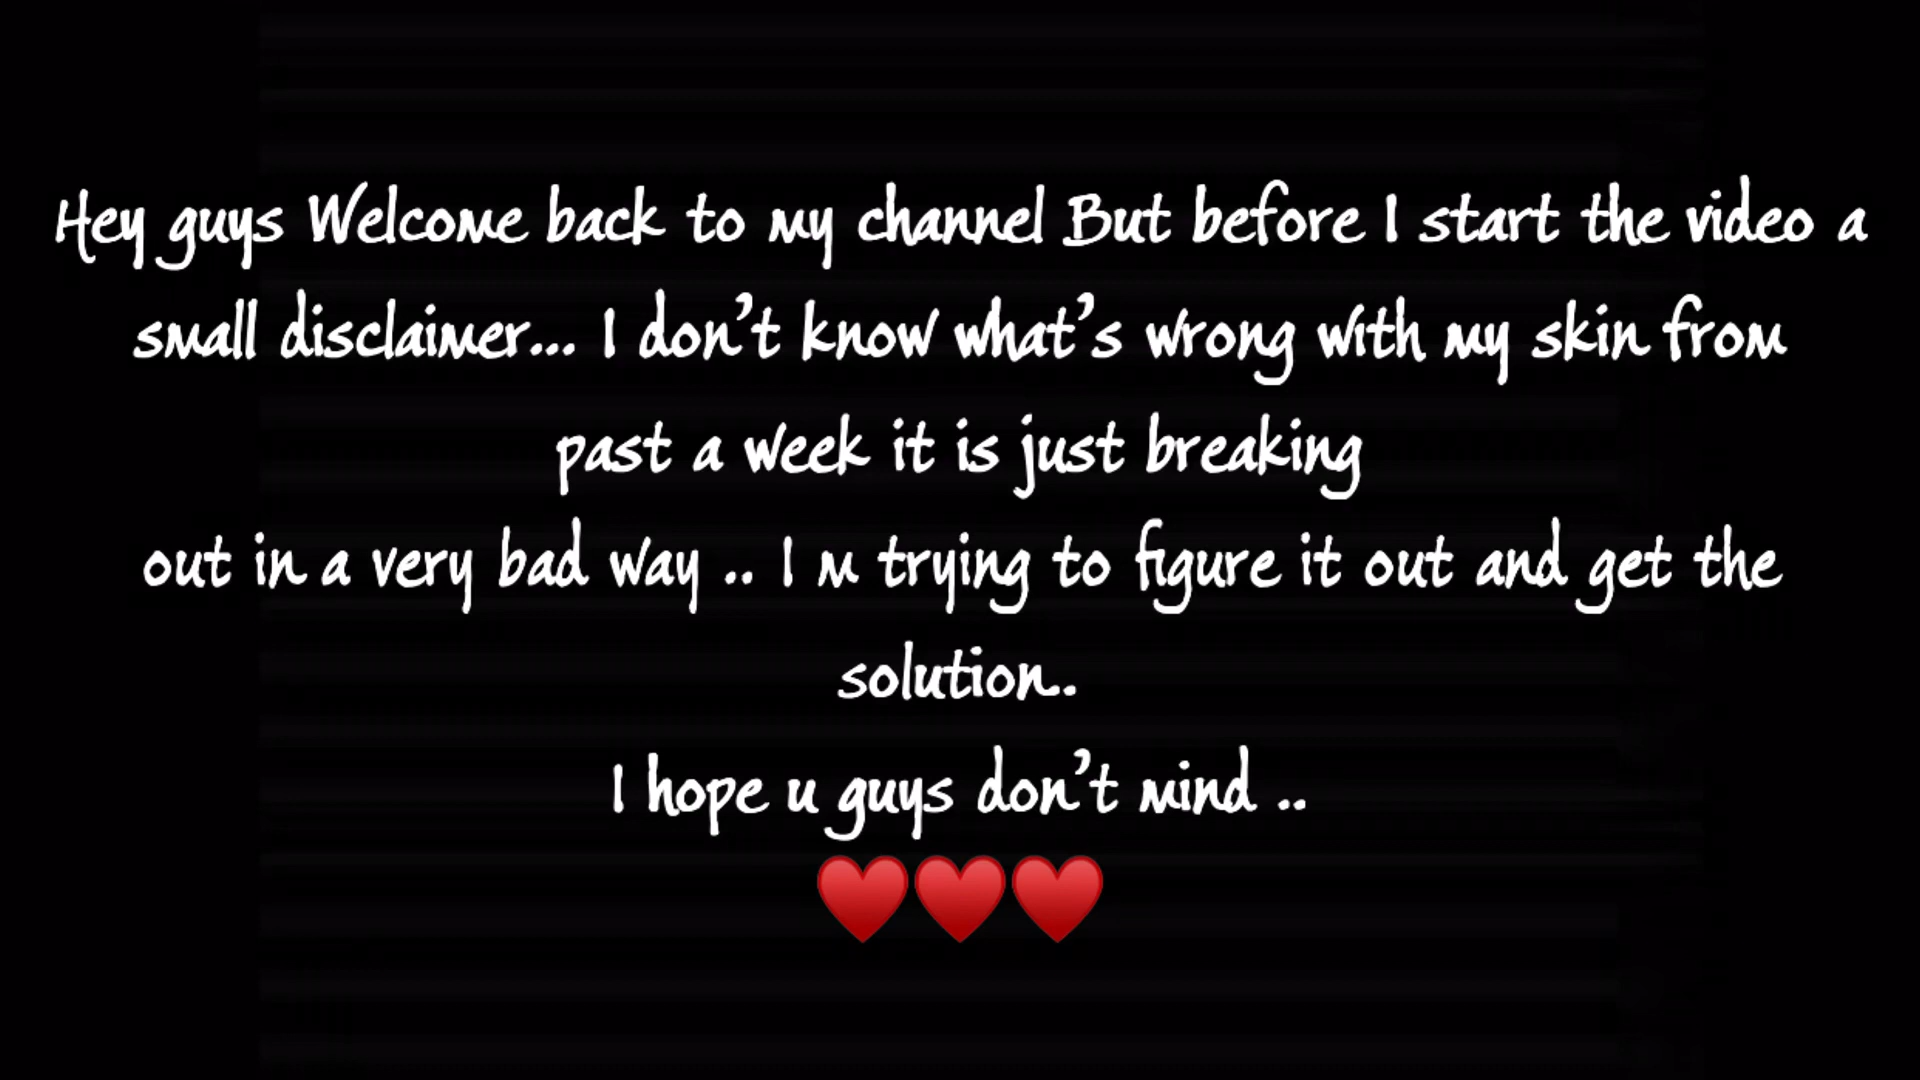 Hey guys Welcome back to my channel But before I start the video a
small disclaimer... I don't know what's wrong with my skin from
past a week it is just breaking
out in a very bad way .. I m trying to figure it out and get the
solution..
I hope u guys don't mind ..
♥️♥️♥️